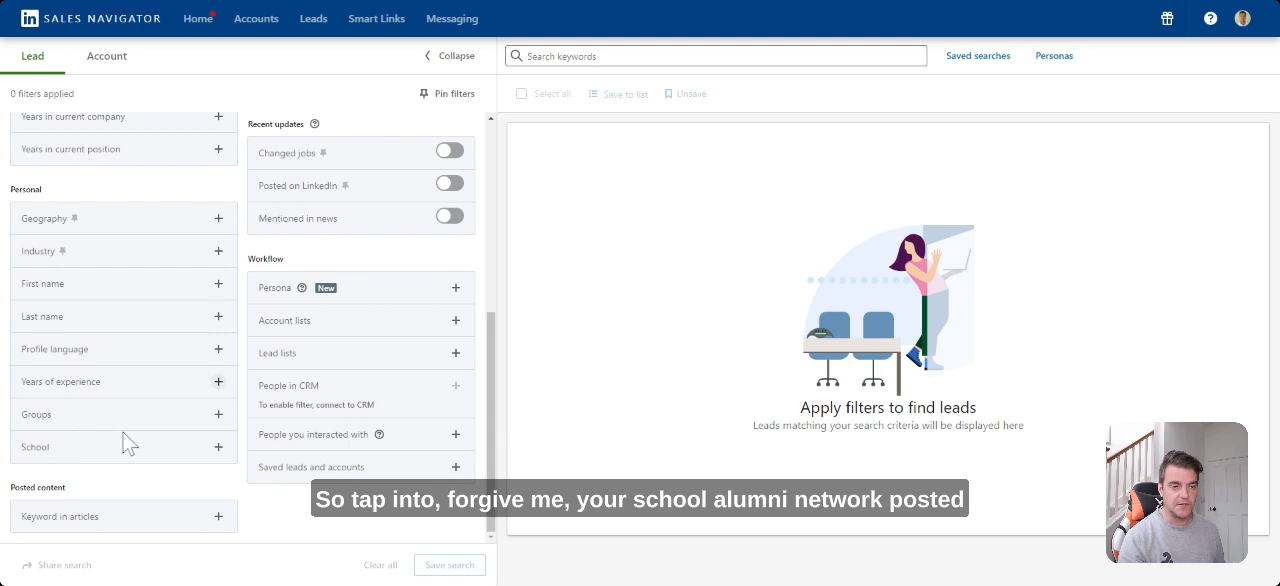 in SALES NAVIGATOR
Home
Accounts
Leads
Smart Links
Messaging
Lead
Account
Collapse
Search keywords
Saved searches
Personas
0 filters applied
Pin filters
Select all
Save to list
Unsave
Years in current company
Years in current position
Personal
Geography
Industry
First name
Last name
Profile language
Years of experience
Groups
School
Posted content
Keyword in articles
Recent updates
Changed jobs
Posted on LinkedIn
Mentioned in news
Workflow
Persona New
Account lists
Lead lists
People in CRM
To enable filter, connect to CRM
People you interacted with
Saved leads and accounts
Apply filters to find leads
Leads matching your search criteria will be displayed here
So tap into, forgive me, your school alumni network posted
Share search
Clear all
Save search